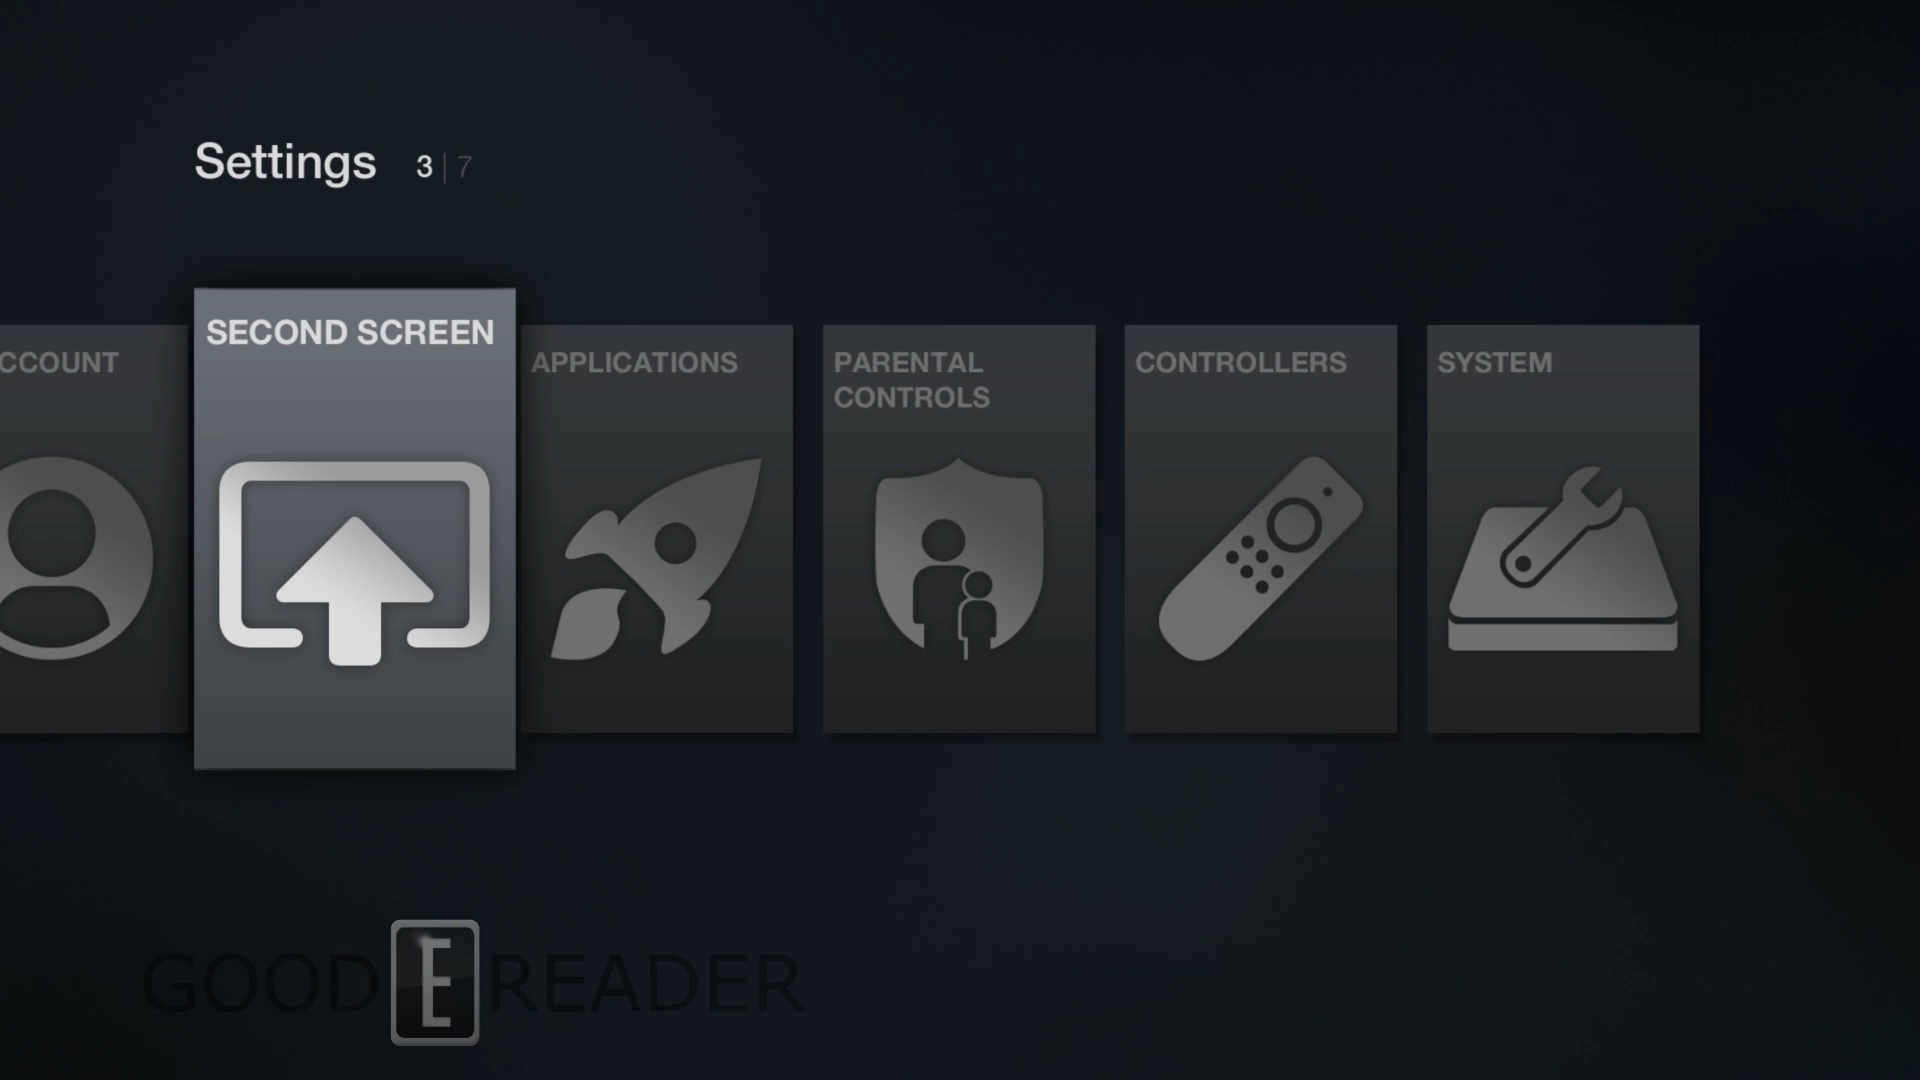 Settings 3 | 7
CCOUNT
SECOND SCREEN
APPLICATIONS
PARENTAL
CONTROLS
CONTROLLERS
SYSTEM
GOOD E READER